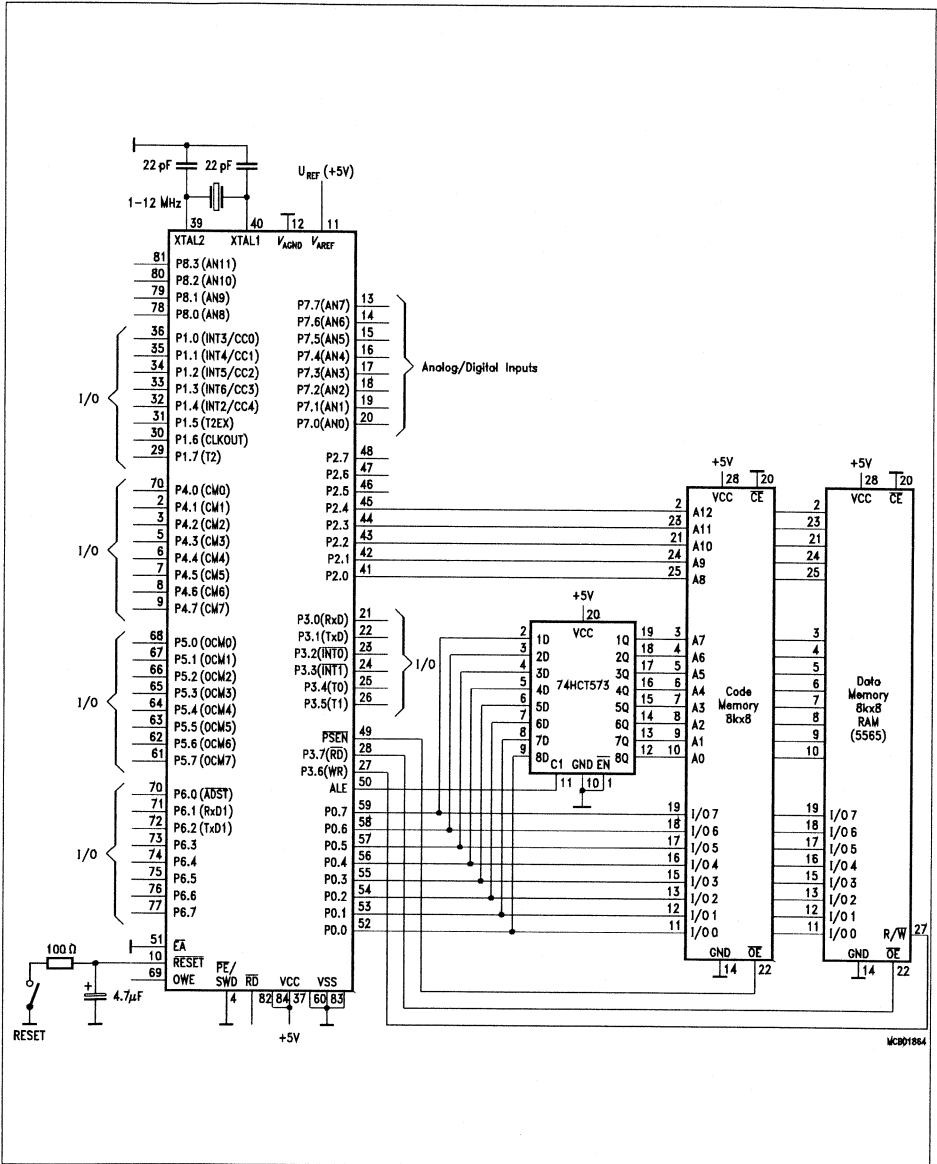 22 pF 22 pF
U_REF (+5V)
1-12 MHz
39 40 12 11
XTAL2 XTAL1 V_AGND V_AREF
81 P8.3 (AN11)
80 P8.2 (AN10)
79 P8.1 (AN9)
78 P8.0 (AN8)
I/O
36 P1.0 (INT3/CC0)
35 P1.1 (INT4/CC1)
34 P1.2 (INT5/CC2)
33 P1.3 (INT6/CC3)
32 P1.4 (INT2/CC4)
31 P1.5 (T2EX)
30 P1.6 (CLKOUT)
29 P1.7 (T2)
I/O
70 P4.0 (CM0)
2 P4.1 (CM1)
3 P4.2 (CM2)
5 P4.3 (CM3)
6 P4.4 (CM4)
7 P4.5 (CM5)
8 P4.6 (CM6)
9 P4.7 (CM7)
I/O
68 P5.0 (OCM0)
67 P5.1 (OCM1)
66 P5.2 (OCM2)
65 P5.3 (OCM3)
64 P5.4 (OCM4)
63 P5.5 (OCM5)
62 P5.6 (OCM6)
61 P5.7 (OCM7)
I/O
70 P6.0 (ADST)
71 P6.1 (RxD1)
72 P6.2 (TxD1)
73 P6.3
74 P6.4
75 P6.5
76 P6.6
77 P6.7
51 EA
10 RESET
69 OWE
100 Ω
+ 4.7µF
RESET
PE/
SWD RD VCC VSS
4 82 84 37 60 83
+5V
P7.7(AN7) 13
P7.6(AN6) 14
P7.5(AN5) 15
P7.4(AN4) 16
P7.3(AN3) 17
P7.2(AN2) 18
P7.1(AN1) 19
P7.0(AN0) 20
Analog/Digital Inputs
P2.7 48
P2.6 47
P2.5 46
P2.4 45
P2.3 44
P2.2 43
P2.1 42
P2.0 41
P3.0(RxD) 21
P3.1(TxD) 22
P3.2(INT0) 23
P3.3(INT1) 24
P3.4(T0) 25
P3.5(T1) 26
I/O
PSEN 49
P3.7(RD) 28
P3.6(WR) 27
ALE 50
P0.7 59
P0.6 58
P0.5 57
P0.4 56
P0.3 55
P0.2 54
P0.1 53
P0.0 52
+5V
20
VCC
2 1D 1Q 19
3 2D 2Q 18
4 3D 3Q 17
5 4D 4Q 16
6 5D 5Q 15
7 6D 6Q 14
8 7D 7Q 13
9 8D 8Q 12
74HCT573
C1 GND EN
11 10 1
+5V
28 20
VCC CE
2 A12
23 A11
21 A10
24 A9
25 A8
3 A7
4 A6
5 A5
6 A4
7 A3
8 A2
9 A1
10 A0
Code
Memory
8kx8
19 I/O 7
18 I/O 6
17 I/O 5
16 I/O 4
15 I/O 3
13 I/O 2
12 I/O 1
11 I/O 0
GND OE
14 22
+5V
28 20
VCC CE
2
23
21
24
25
3
4
5
6
7
8
9
10
Data
Memory
8kx8
RAM
(5565)
19 I/O 7
18 I/O 6
17 I/O 5
16 I/O 4
15 I/O 3
13 I/O 2
12 I/O 1
11 I/O 0
R/W 27
GND OE
14 22
MCB01864